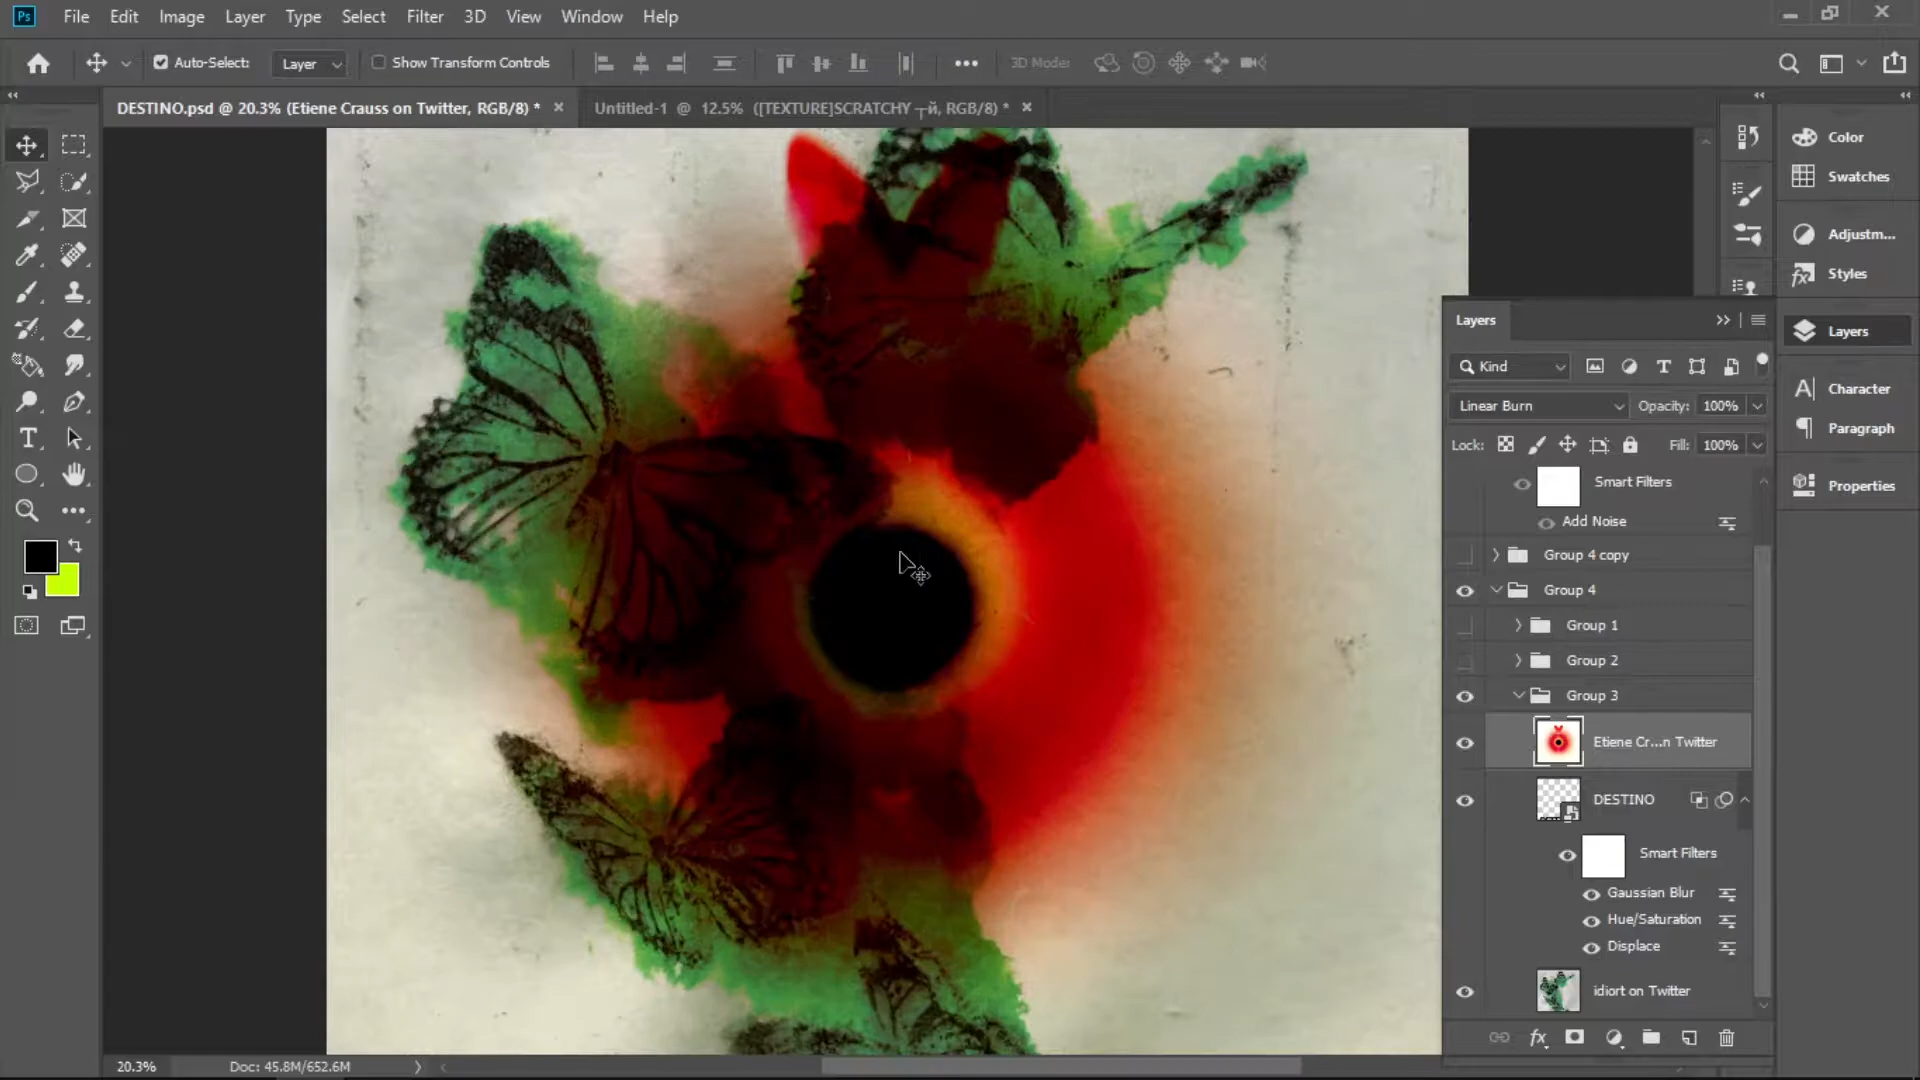 Ps File Edit Image Layer Type Select Filter 3D View Window Help
Auto-Select: Layer Show Transform Controls 3D Mode:
DESTINO.psd @ 20.3% (Etiene Crauss on Twitter, RGB/8) *
Untitled-1 @ 12.5% ([TEXTURE]SCRATCHY ┬й, RGB/8) *
Color
Swatches
Adjustm...
Styles
Layers
Character
Paragraph
Properties
Layers
Kind
Linear Burn Opacity: 100%
Lock: Fill: 100%
Smart Filters
Add Noise
Group 4 copy
Group 4
Group 1
Group 2
Group 3
Etiene Cr...n Twitter
DESTINO
Smart Filters
Gaussian Blur
Hue/Saturation
Displace
idiort on Twitter
20.3% Doc: 45.8M/652.6M